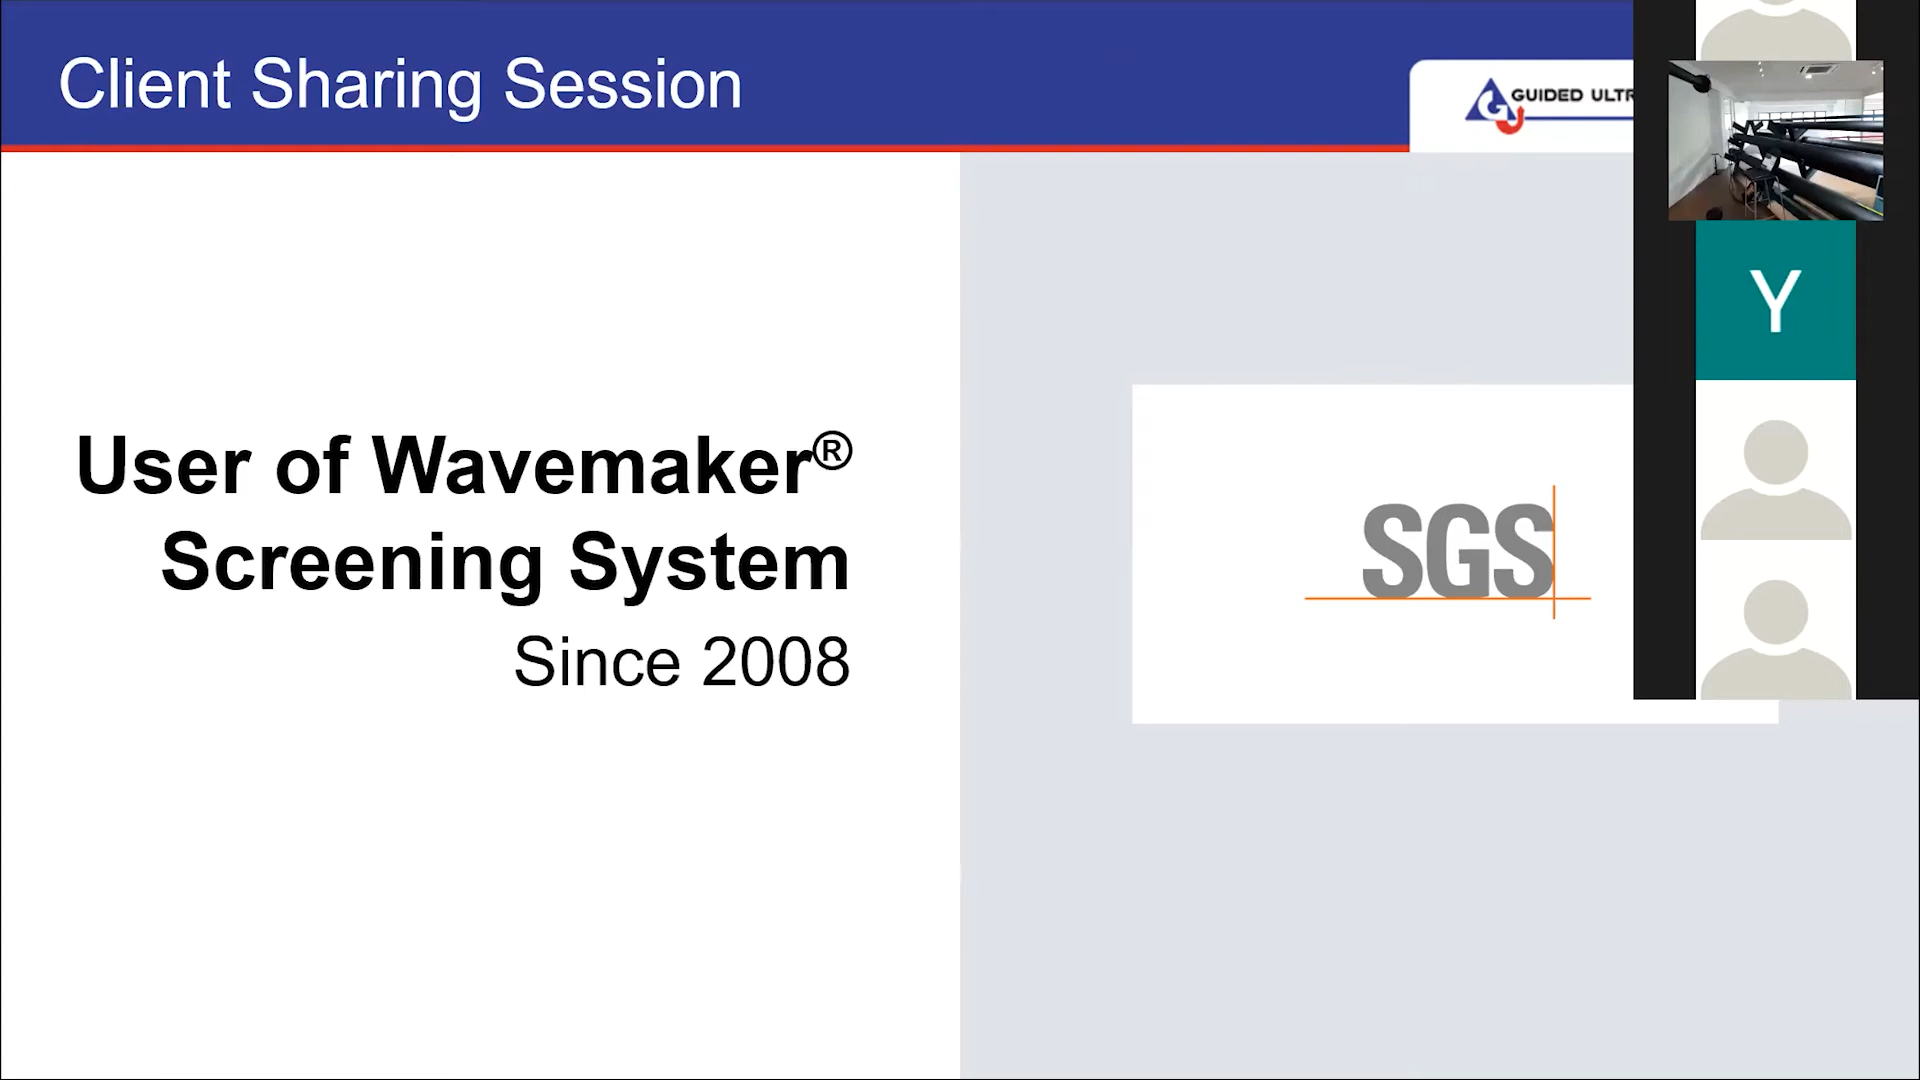 Client Sharing Session
GUIDED ULTR
User of Wavemaker®
Screening System
Since 2008
SGS
Y